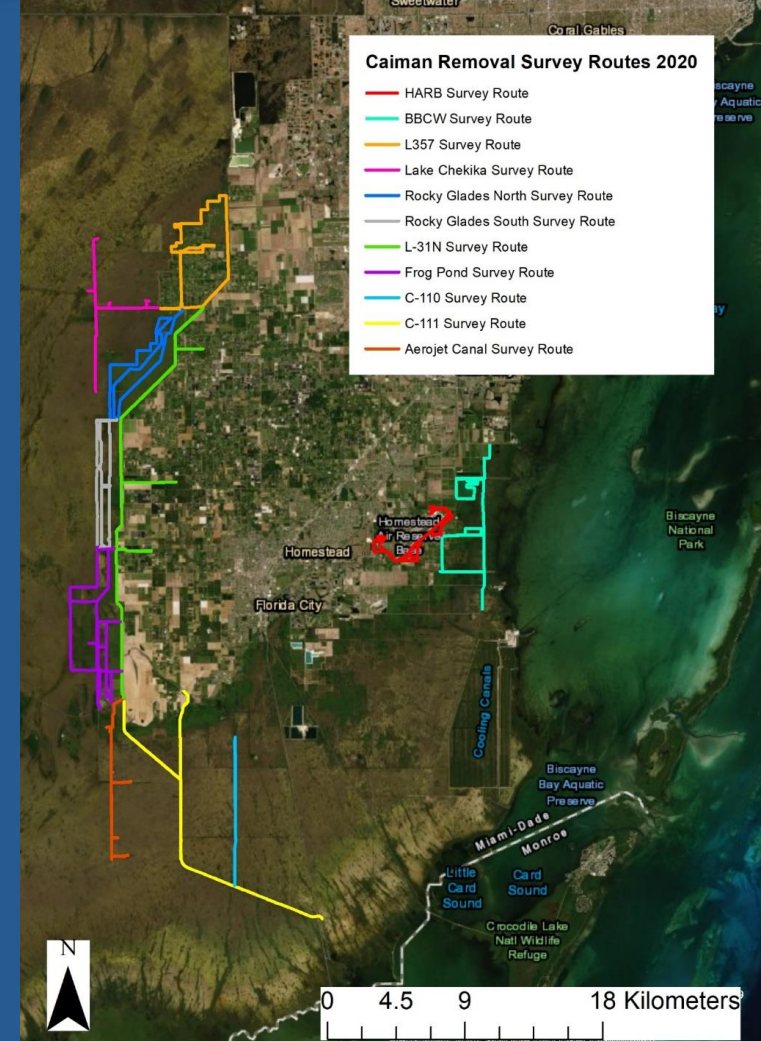 Sweetwater
Coral Gables
Caiman Removal Survey Routes 2020
HARB Survey Route
BBCW Survey Route
L357 Survey Route
Lake Chekika Survey Route
Rocky Glades North Survey Route
Rocky Glades South Survey Route
L-31N Survey Route
Frog Pond Survey Route
C-110 Survey Route
C-111 Survey Route
Aerojet Canal Survey Route
scayne
y Aquatic
reserve
ay
Homestead
Air Reserve
Base
Homestead
Florida City
Biscayne
National
Park
Cooling Canals
Biscayne
Bay Aquatic
Preserve
Miami-Dade
Monroe
Little
Card
Sound
Card
Sound
Crocodile Lake
Natl Wildlife
Refuge
N
0 4.5 9 18 Kilometers